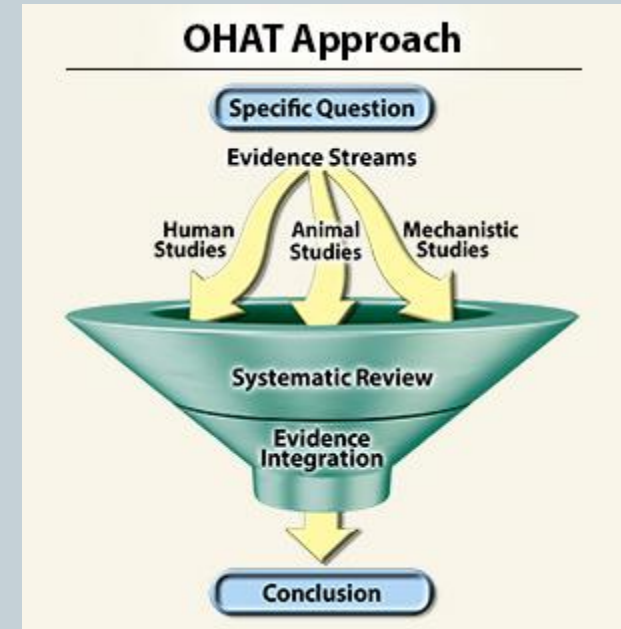 OHAT Approach
Specific Question
Evidence Streams
Human
Studies
Animal
Studies
Mechanistic
Studies
Systematic Review
Evidence
Integration
Conclusion